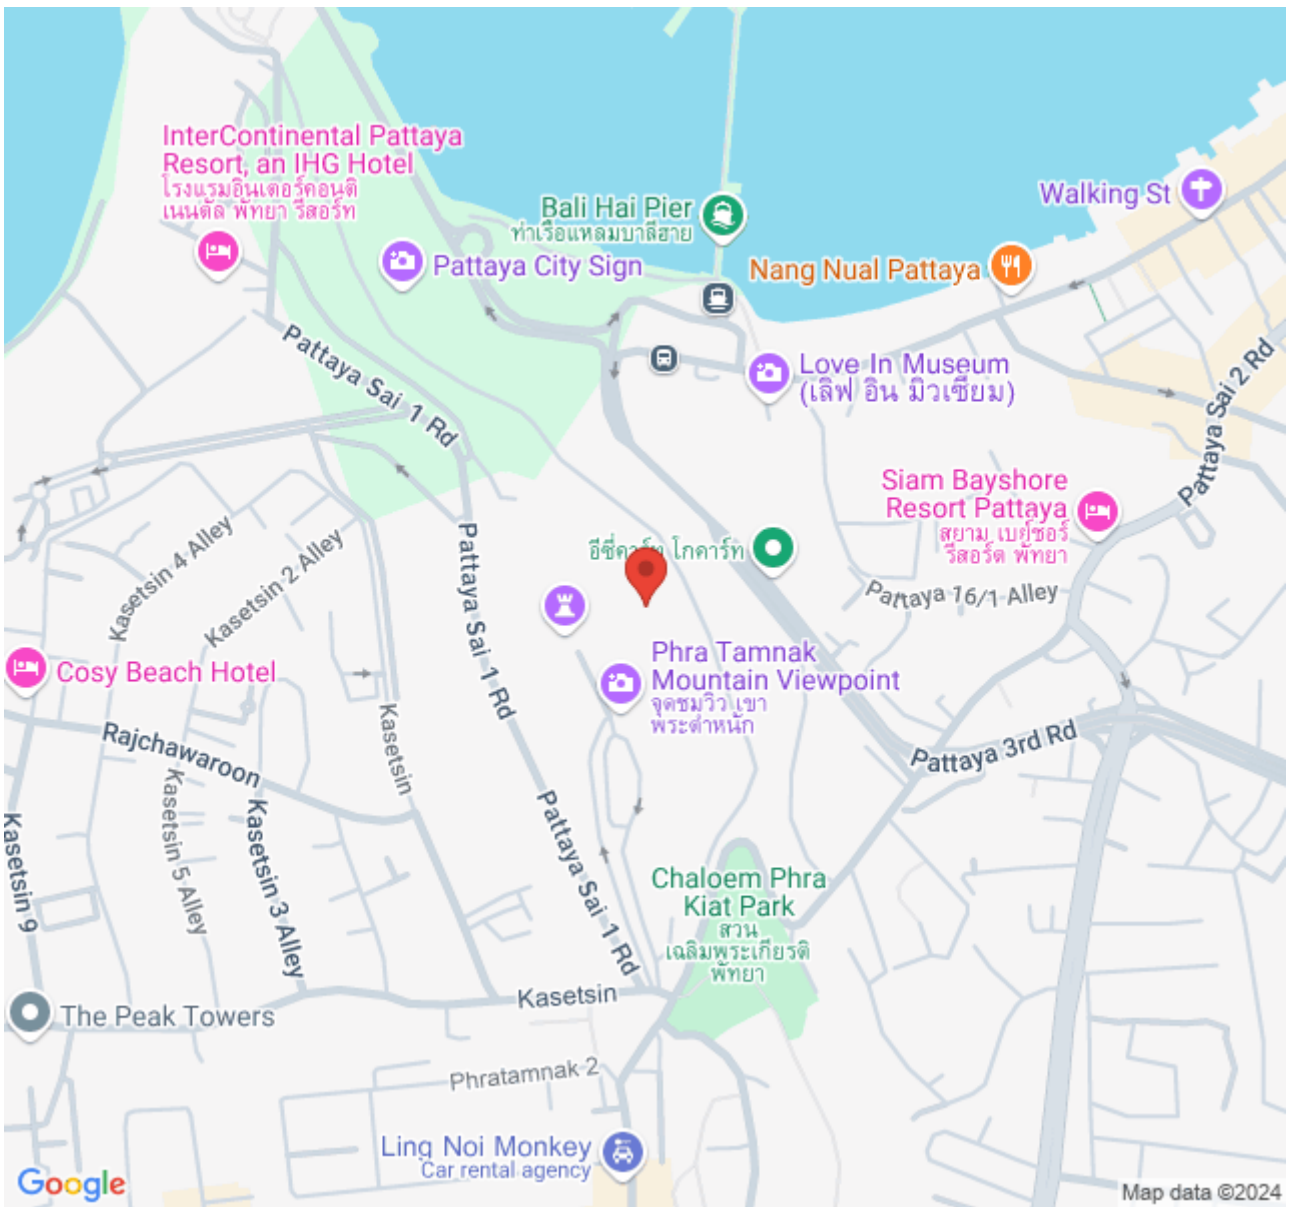 InterContinental Pattaya
Resort, an IHG Hotel
โรงแรมอินเตอร์คอนติ
เนนตัล พัทยา รีสอร์ท
Bali Hai Pier
ท่าเรือแหลมบาลีฮาย
Walking St
Pattaya City Sign
Nang Nual Pattaya
Pattaya Sai 1 Rd
Love In Museum
(เลิฟ อิน มิวเซียม)
Pattaya Sai 2 Rd
Siam Bayshore
Resort Pattaya
สยาม เบย์ชอร์
รีสอร์ต พัทยา
Kasetsin 4 Alley
Kasetsin 2 Alley
Pattaya Sai 1 Rd
โกคาร์ท
Pattaya 16/1 Alley
Cosy Beach Hotel
Phra Tamnak
Mountain Viewpoint
จุดชมวิว เขา
พระตำหนัก
Rajchawaroon
Kasetsin
Pattaya 3rd Rd
Kasetsin 9
Kasetsin 5 Alley
Kasetsin 3 Alley
Pattaya Sai 1 Rd
Chaloem Phra
Kiat Park
สวน
เฉลิมพระเกียรติ
พัทยา
Kasetsin
The Peak Towers
Phratamnak 2
Linq Noi Monkey
Car rental agency
Google
Map data ©2024